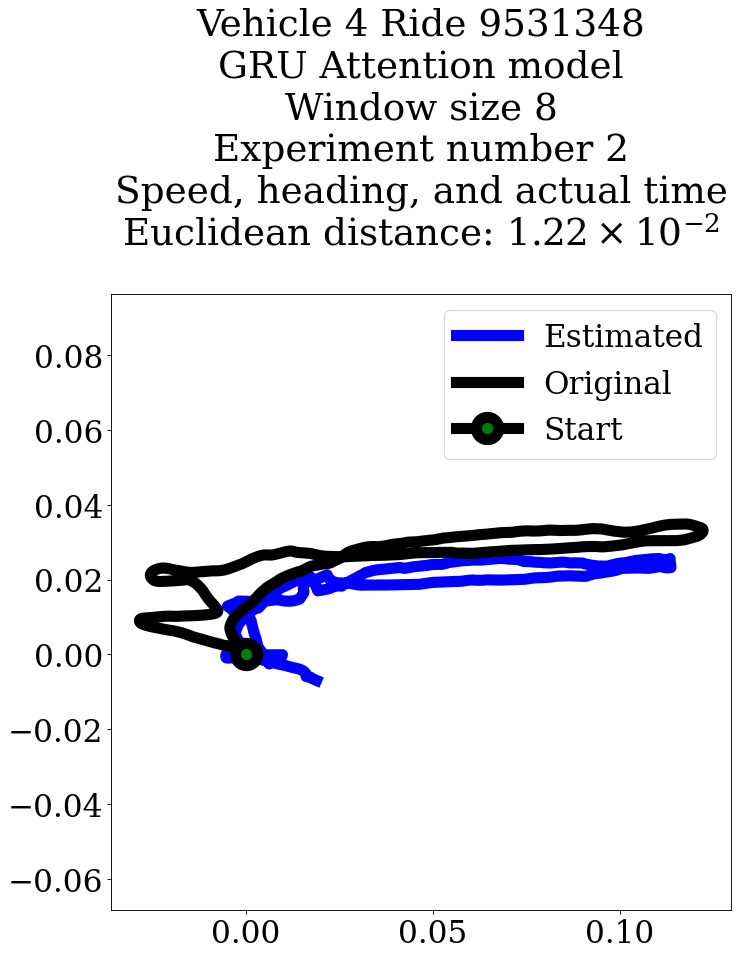 Vehicle 4 Ride 9531348
GRU Attention model
Window size 8
Experiment number 2
Speed, heading, and actual time
Euclidean distance: 1.22 × 10⁻²
Estimated
Original
Start
0.08
0.06
0.04
0.02
0.00
−0.02
−0.04
−0.06
0.00 0.05 0.10